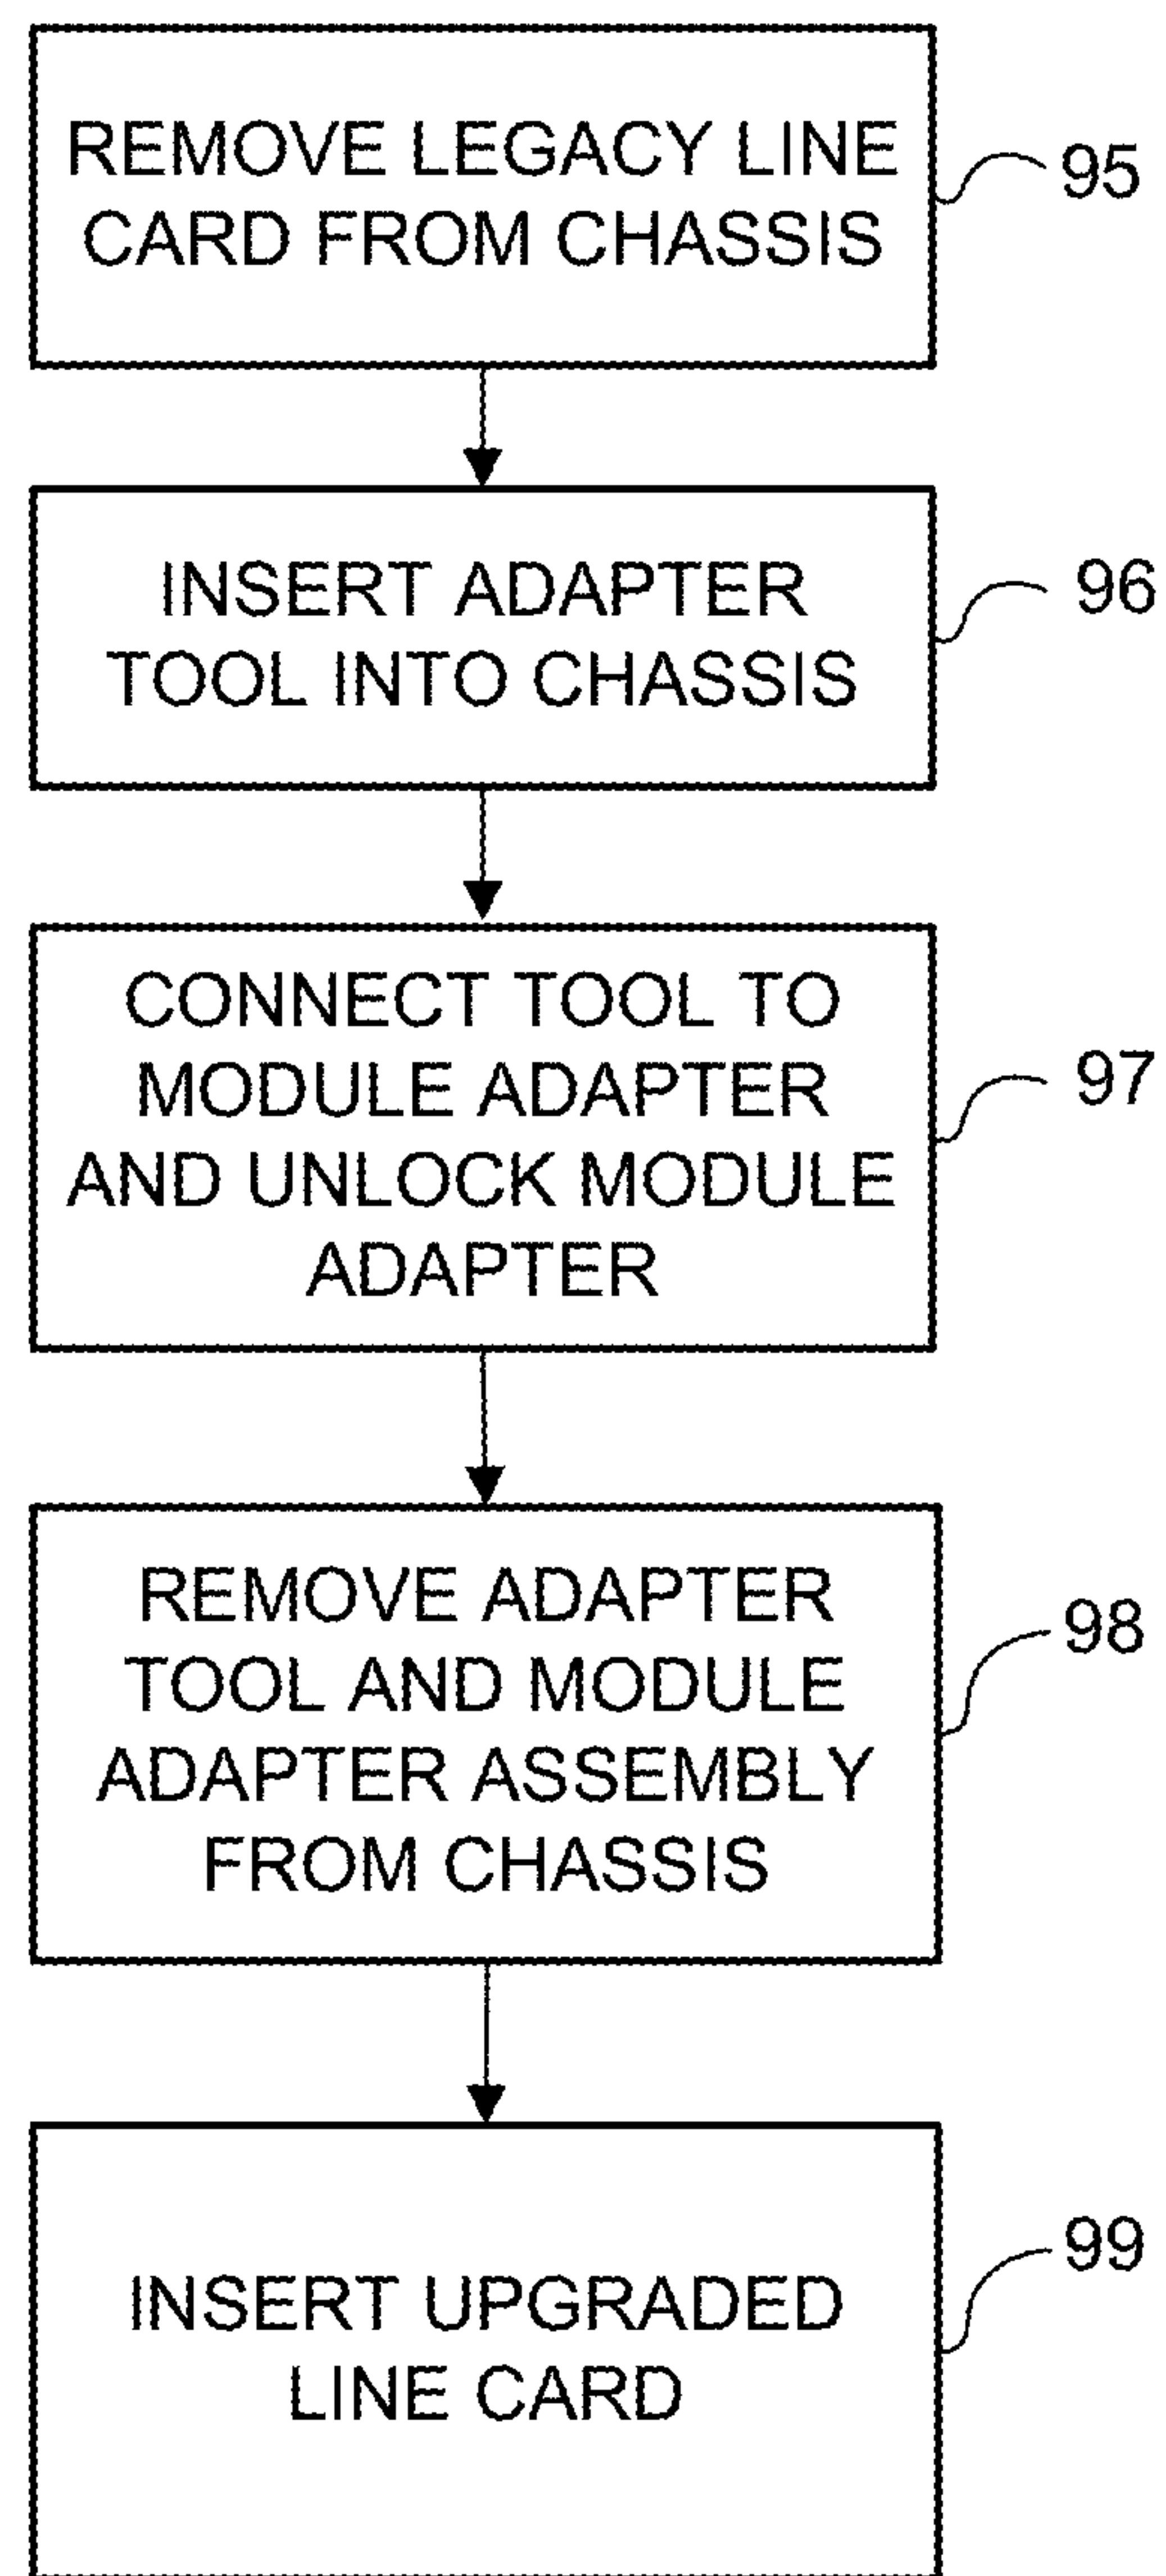 REMOVE LEGACY LINE
CARD FROM CHASSIS
95
INSERT ADAPTER
TOOL INTO CHASSIS
96
CONNECT TOOL TO
MODULE ADAPTER
AND UNLOCK MODULE
ADAPTER
97
REMOVE ADAPTER
TOOL AND MODULE
ADAPTER ASSEMBLY
FROM CHASSIS
98
INSERT UPGRADED
LINE CARD
99